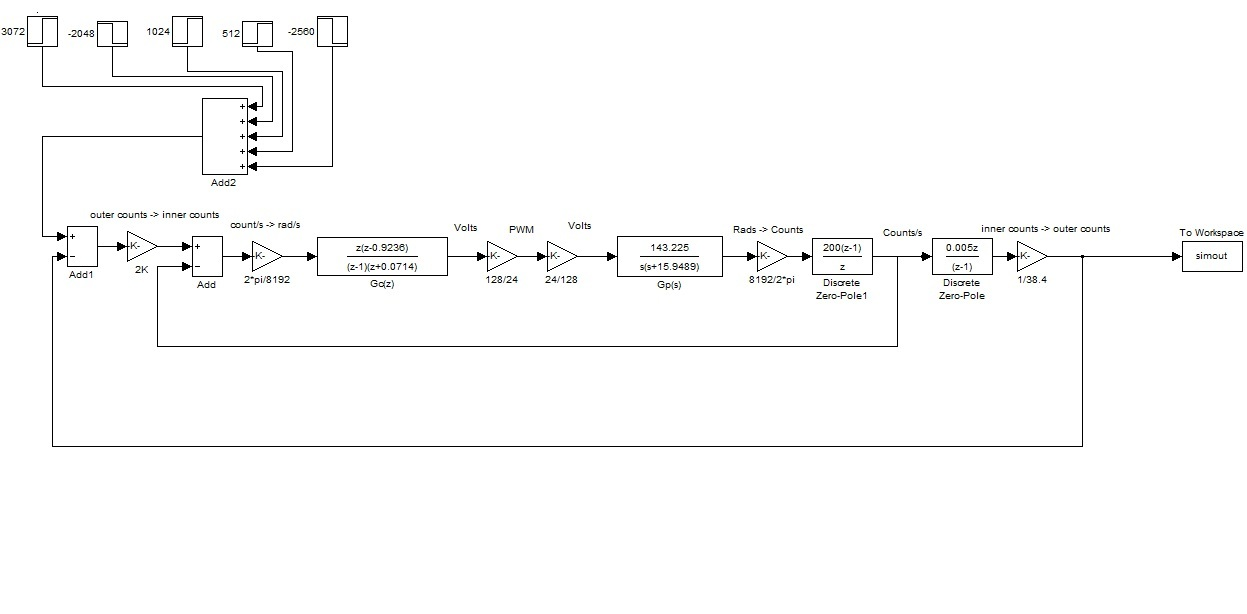 3072
-2048
1024
512
-2560
+
+
+
+
+
Add2
outer counts -> inner counts
count/s -> rad/s
Volts
PWM
Volts
Rads -> Counts
Counts/s
inner counts -> outer counts
To Workspace
+
−
Add1
-K-
2K
+
−
Add
-K-
2*pi/8192
z(z-0.9236)
(z-1)(z+0.0714)
Gc(z)
-K-
128/24
-K-
24/128
143.225
s(s+15.9489)
Gp(s)
-K-
8192/2*pi
200(z-1)
z
Discrete
Zero-Pole1
0.005z
(z-1)
Discrete
Zero-Pole
-K-
1/38.4
simout